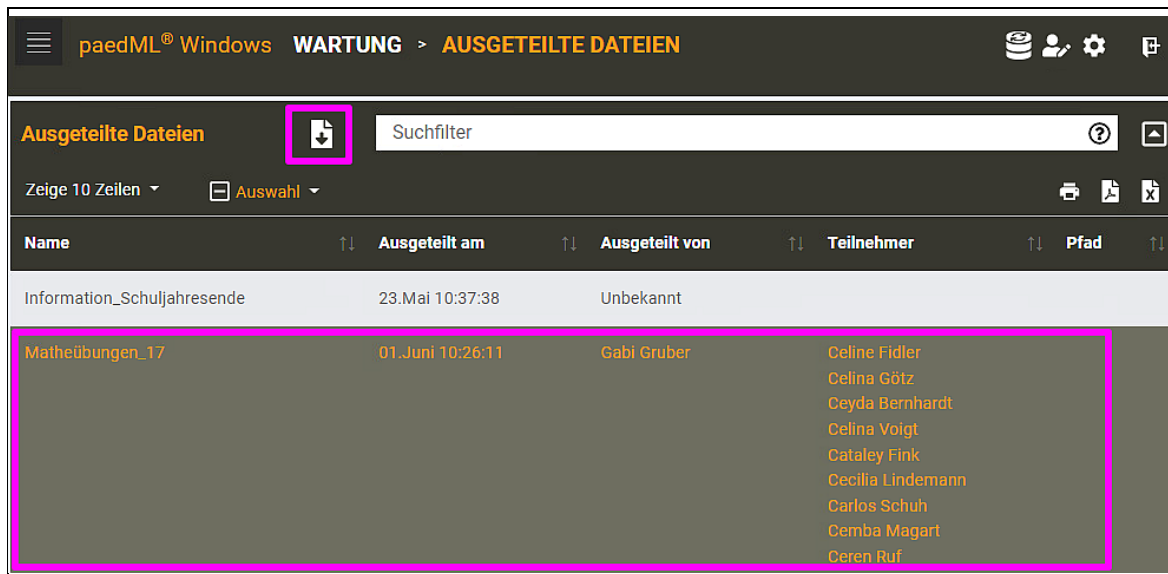 paedML® Windows WARTUNG > AUSGETEILTE DATEIEN
Ausgeteilte Dateien Suchfilter
Zeige 10 Zeilen Auswahl
Name Ausgeteilt am Ausgeteilt von Teilnehmer Pfad
Information_Schuljahresende 23.Mai 10:37:38 Unbekannt
Matheübungen_17 01.Juni 10:26:11 Gabi Gruber Celine Fidler
Celina Götz
Ceyda Bernhardt
Celina Voigt
Cataley Fink
Cecilia Lindemann
Carlos Schuh
Cemba Magart
Ceren Ruf